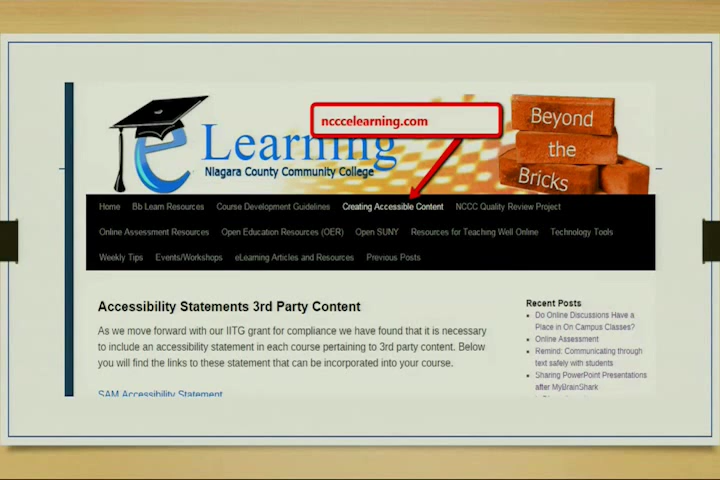 ncccelearning.com
eLearning
Niagara County Community College
Beyond
the
Bricks
Home Bb Learn Resources Course Development Guidelines Creating Accessible Content NCCC Quality Review Project
Online Assessment Resources Open Education Resources (OER) Open SUNY Resources for Teaching Well Online Technology Tools
Weekly Tips Events/Workshops eLearning Articles and Resources Previous Posts
Accessibility Statements 3rd Party Content
As we move forward with our IITG grant for compliance we have found that it is necessary
to include an accessibility statement in each course pertaining to 3rd party content. Below
you will find the links to these statement that can be incorporated into your course.
SAM Accessibility Statement
Recent Posts
Do Online Discussions Have a
Place in On Campus Classes?
Online Assessment
Remind: Communicating through
text safely with students
Sharing PowerPoint Presentations
after MyBrainShark